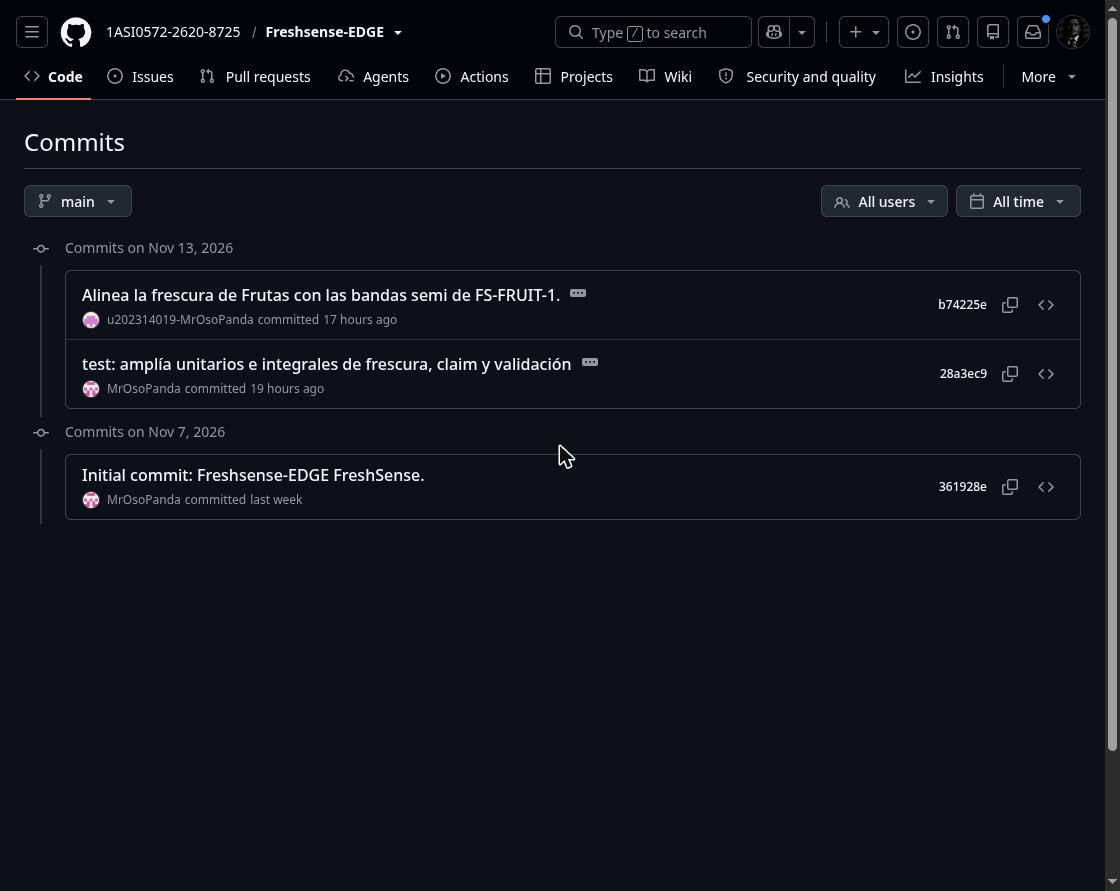 1ASI0572-2620-8725 / Freshsense-EDGE
Type / to search
Code Issues Pull requests Agents Actions Projects Wiki Security and quality Insights More
Commits
main All users All time
Commits on Nov 13, 2026
Alinea la frescura de Frutas con las bandas semi de FS-FRUIT-1.
b74225e
u202314019-MrOsoPanda committed 17 hours ago
test: amplía unitarios e integrales de frescura, claim y validación
28a3ec9
MrOsoPanda committed 19 hours ago
Commits on Nov 7, 2026
Initial commit: Freshsense-EDGE FreshSense.
361928e
MrOsoPanda committed last week